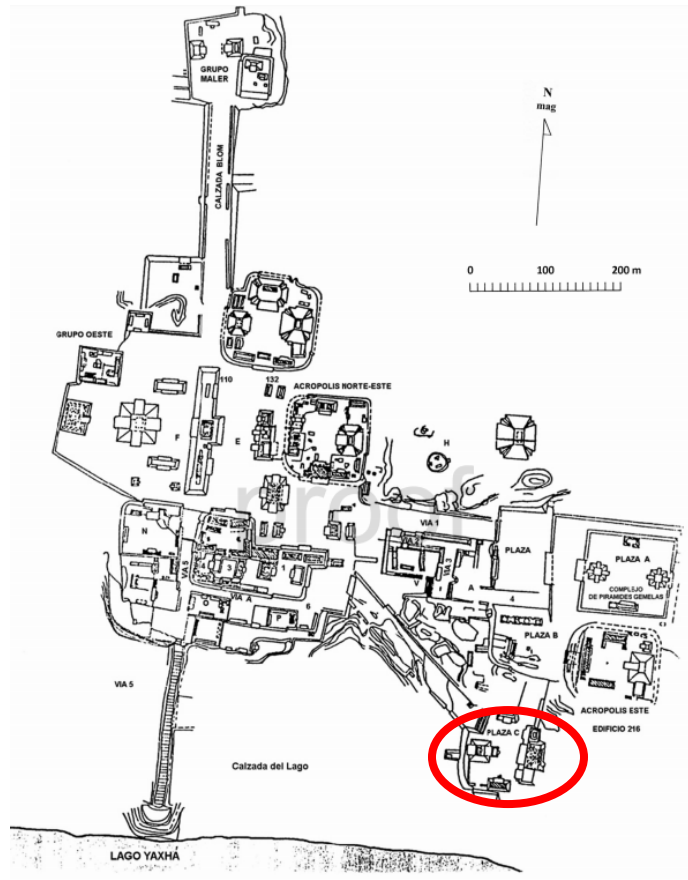 GRUPO
MALER
N
mag
CALZADA BLOM
0 100 200 m
GRUPO OESTE
110
132
ACROPOLIS NORTE-ESTE
F
E
H
proof
VIA 1
PLAZA
PLAZA A
COMPLEJO
DE PIRAMIDES GEMELAS
N
VIA 3
3
1
V
A
4
VIA A
6
P
PLAZA B
VIA 5
ACROPOLIS ESTE
EDIFICIO 216
PLAZA C
Calzada del Lago
LAGO YAXHA